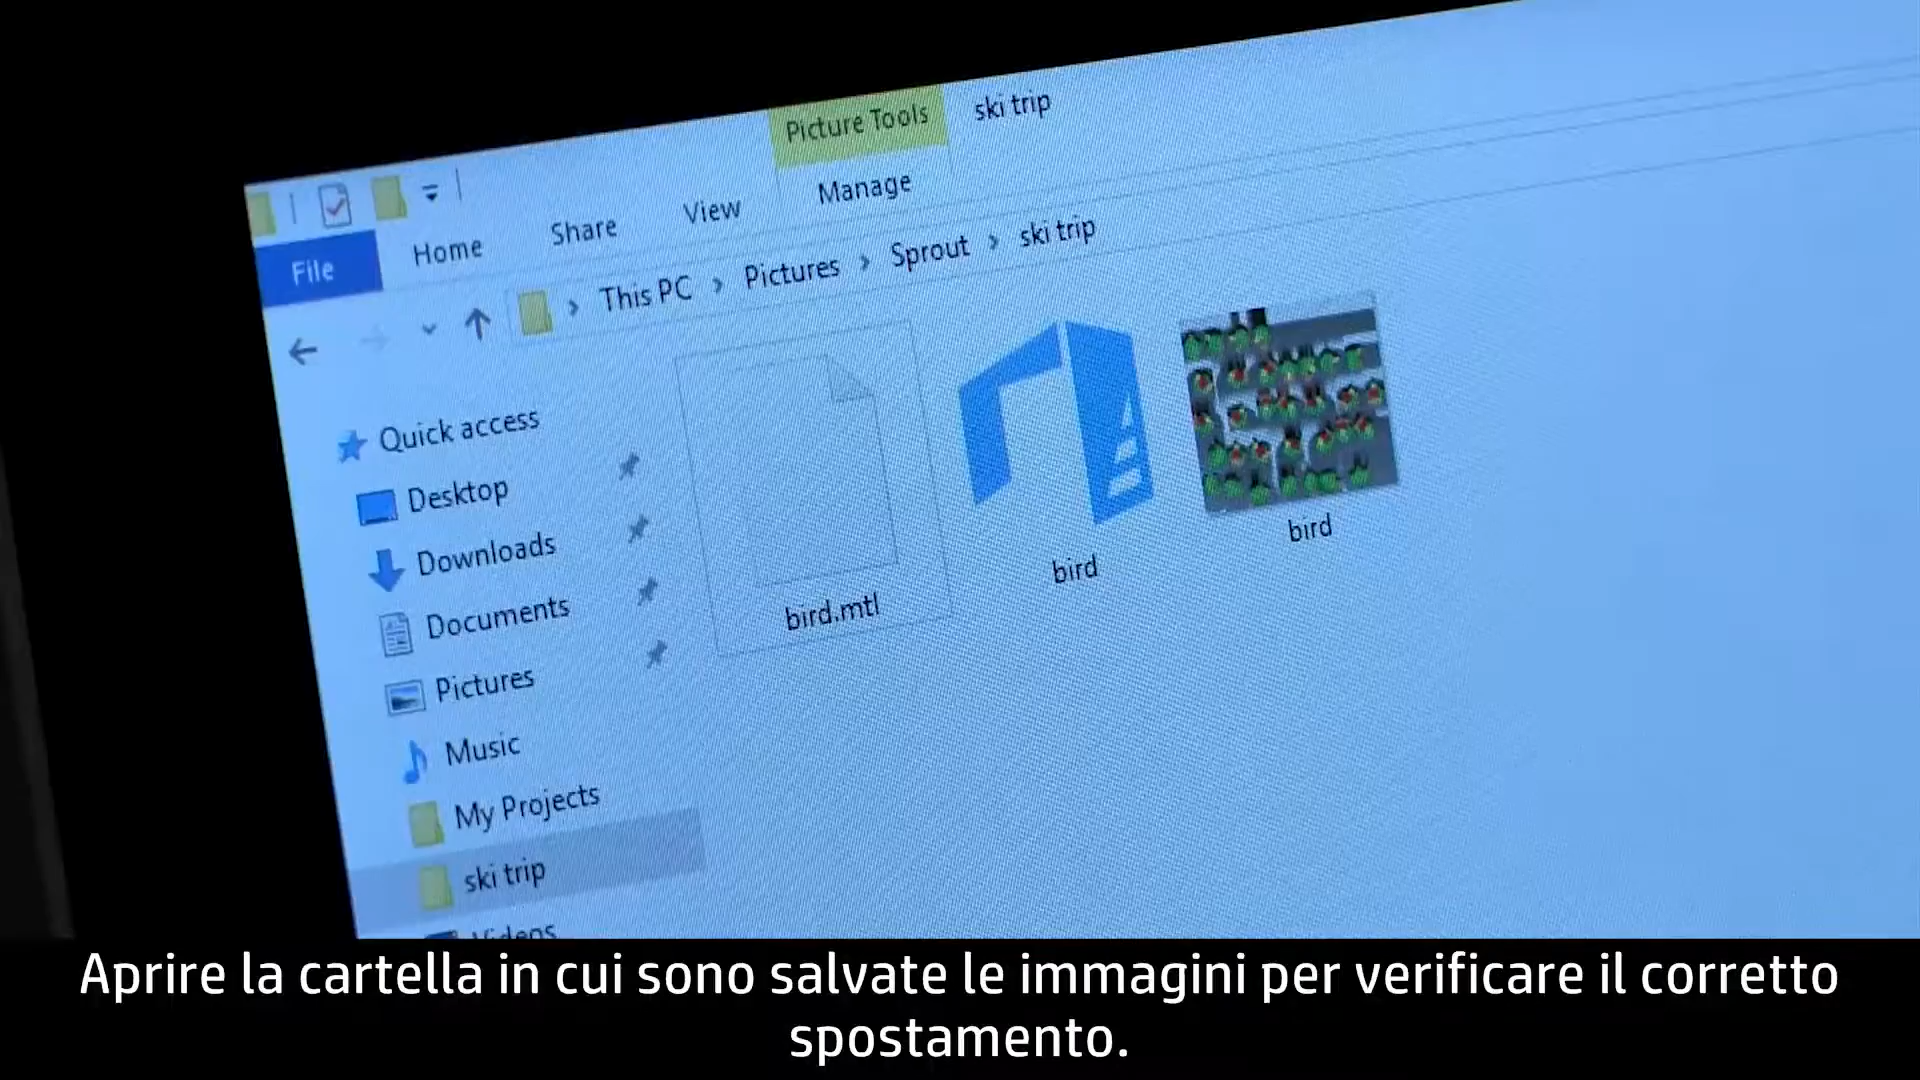 Picture Tools
ski trip
File
Home
Share
View
Manage
This PC
Pictures
Sprout
ski trip
Quick access
Desktop
Downloads
Documents
Pictures
Music
My Projects
ski trip
Videos
bird.mtl
bird
bird
Aprire la cartella in cui sono salvate le immagini per verificare il corretto
spostamento.